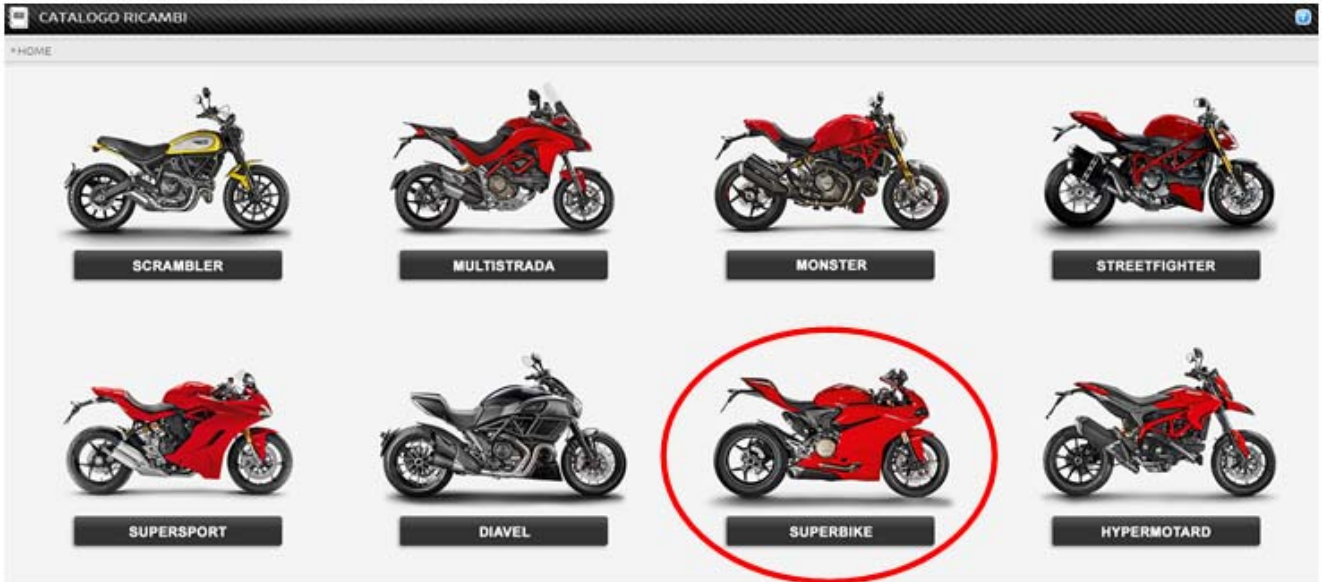 CATALOGO RICAMBI
HOME
SCRAMBLER
MULTISTRADA
MONSTER
STREETFIGHTER
SUPERSPORT
DIAVEL
SUPERBIKE
HYPERMOTARD